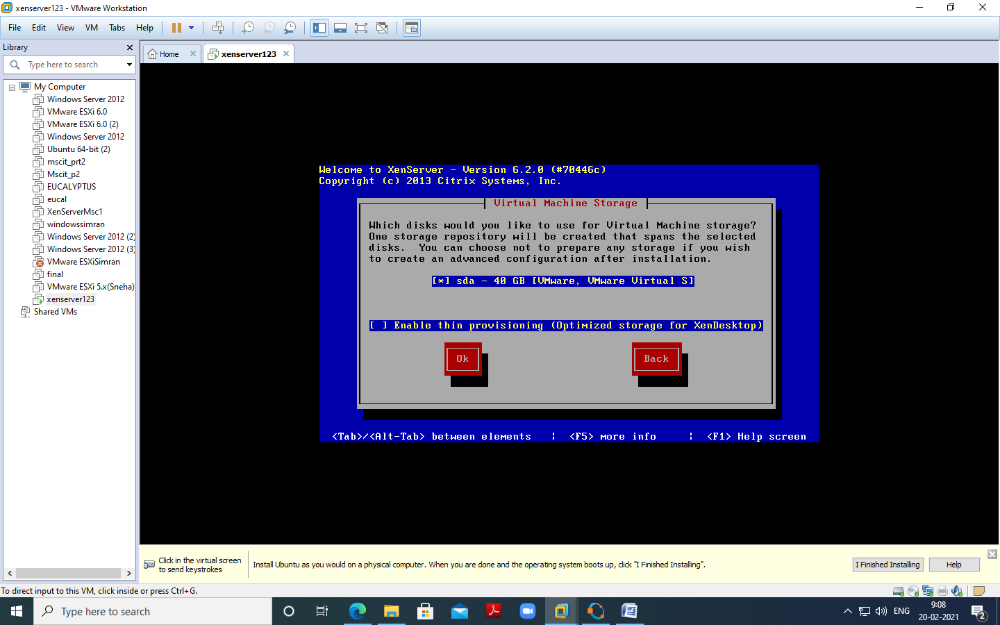 xenserver123 - VMware Workstation
File Edit View VM Tabs Help
Library
Type here to search
Home
xenserver123
My Computer
Windows Server 2012
VMware ESXi 6.0
VMware ESXi 6.0 (2)
Windows Server 2012
Ubuntu 64-bit (2)
mscit_prt2
Mscit_p2
EUCALYPTUS
eucal
XenServerMsc1
windowssimran
Windows Server 2012 (2)
Windows Server 2012 (3)
VMware ESXiSimran
final
VMware ESXi 5.x(Sneha)
xenserver123
Shared VMs
Welcome to XenServer - Version 6.2.0 (#70446c)
Copyright (c) 2013 Citrix Systems, Inc.
Virtual Machine Storage
Which disks would you like to use for Virtual Machine storage?
One storage repository will be created that spans the selected
disks.  You can choose not to prepare any storage if you wish
to create an advanced configuration after installation.
[*] sda - 40 GB [VMware, VMware Virtual S]
[ ] Enable thin provisioning (Optimized storage for XenDesktop)
Ok Back
<Tab>/<Alt-Tab> between elements ¦ <F5> more info ¦ <F1> Help screen
Click in the virtual screen
to send keystrokes
Install Ubuntu as you would on a physical computer. When you are done and the operating system boots up, click "I Finished Installing".
I Finished Installing
Help
To direct input to this VM, click inside or press Ctrl+G.
Type here to search
ENG
9:08
20-02-2021
2